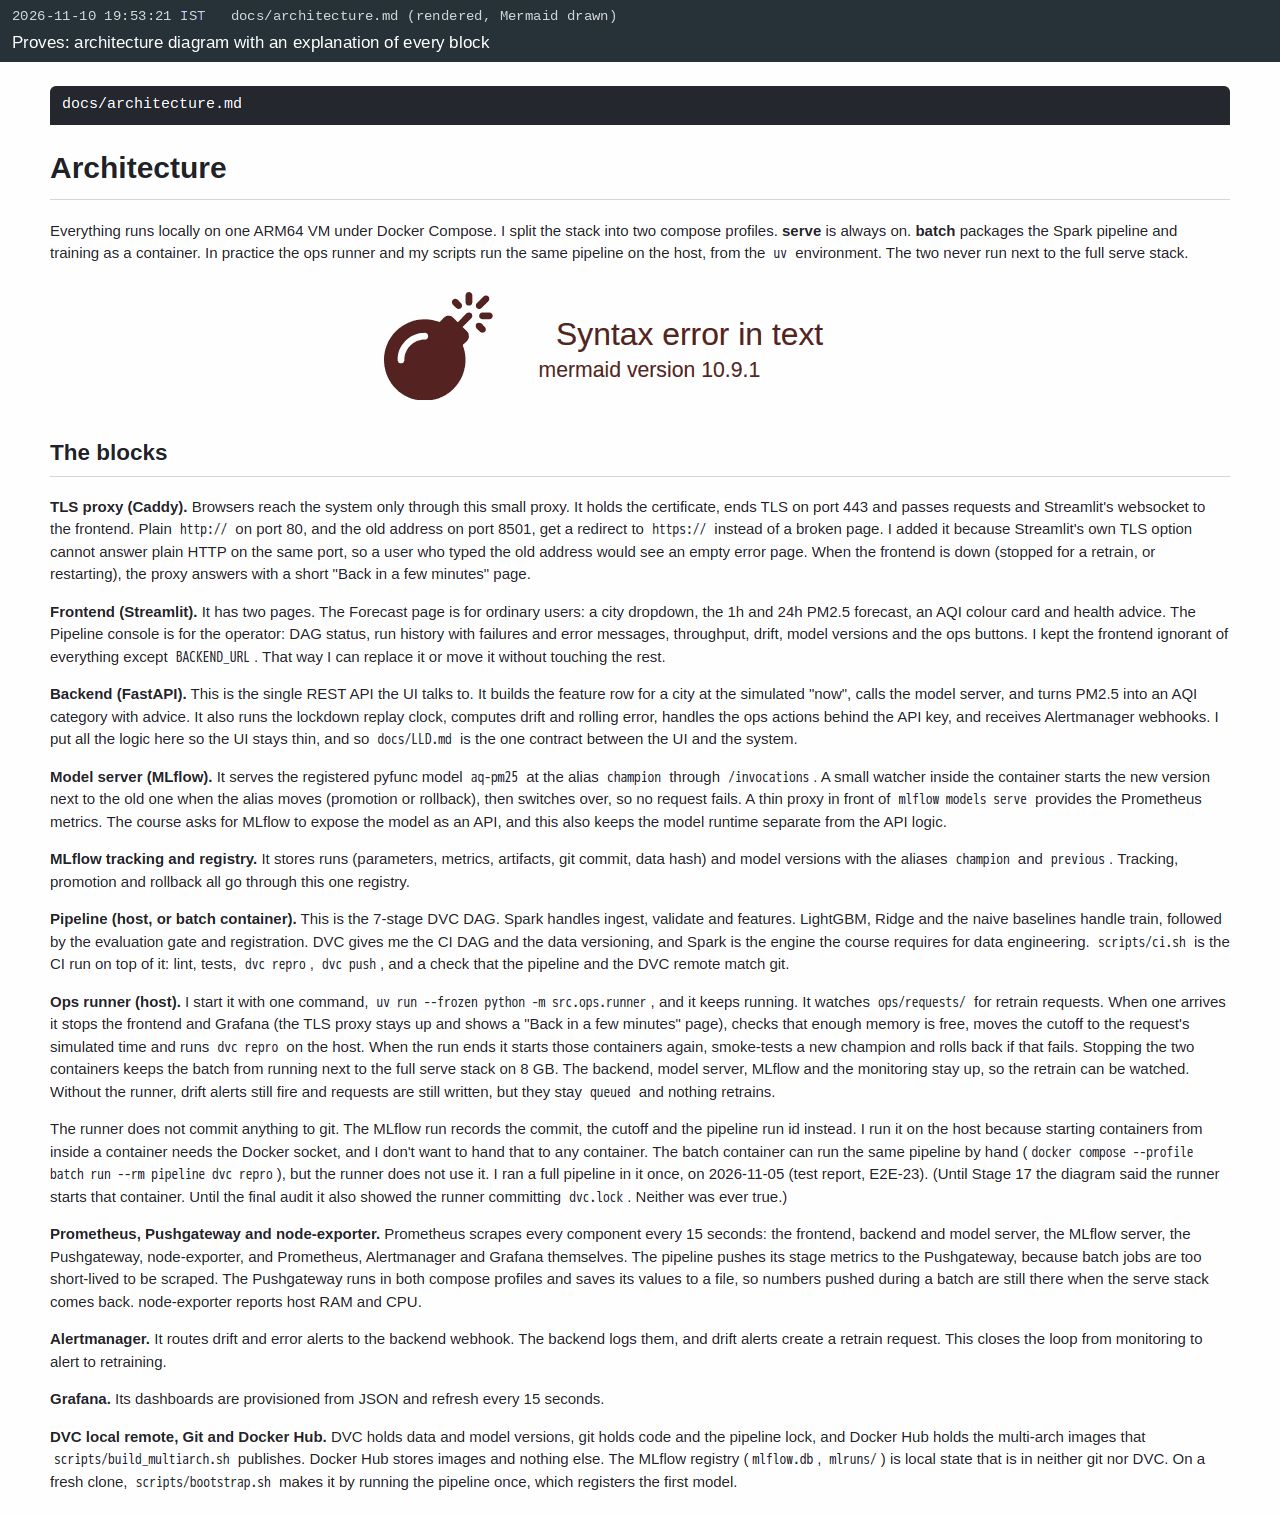 2026-11-10 19:53:21 IST   docs/architecture.md (rendered, Mermaid drawn)
Proves: architecture diagram with an explanation of every block
docs/architecture.md
Architecture
Everything runs locally on one ARM64 VM under Docker Compose. I split the stack into two compose profiles. serve is always on. batch packages the Spark pipeline and
training as a container. In practice the ops runner and my scripts run the same pipeline on the host, from the uv environment. The two never run next to the full serve stack.
Syntax error in text
mermaid version 10.9.1
The blocks
TLS proxy (Caddy). Browsers reach the system only through this small proxy. It holds the certificate, ends TLS on port 443 and passes requests and Streamlit's websocket to
the frontend. Plain http:// on port 80, and the old address on port 8501, get a redirect to https:// instead of a broken page. I added it because Streamlit's own TLS option
cannot answer plain HTTP on the same port, so a user who typed the old address would see an empty error page. When the frontend is down (stopped for a retrain, or
restarting), the proxy answers with a short "Back in a few minutes" page.
Frontend (Streamlit). It has two pages. The Forecast page is for ordinary users: a city dropdown, the 1h and 24h PM2.5 forecast, an AQI colour card and health advice. The
Pipeline console is for the operator: DAG status, run history with failures and error messages, throughput, drift, model versions and the ops buttons. I kept the frontend ignorant of
everything except BACKEND_URL. That way I can replace it or move it without touching the rest.
Backend (FastAPI). This is the single REST API the UI talks to. It builds the feature row for a city at the simulated "now", calls the model server, and turns PM2.5 into an AQI
category with advice. It also runs the lockdown replay clock, computes drift and rolling error, handles the ops actions behind the API key, and receives Alertmanager webhooks. I
put all the logic here so the UI stays thin, and so docs/LLD.md is the one contract between the UI and the system.
Model server (MLflow). It serves the registered pyfunc model aq-pm25 at the alias champion through /invocations. A small watcher inside the container starts the new version
next to the old one when the alias moves (promotion or rollback), then switches over, so no request fails. A thin proxy in front of mlflow models serve provides the Prometheus
metrics. The course asks for MLflow to expose the model as an API, and this also keeps the model runtime separate from the API logic.
MLflow tracking and registry. It stores runs (parameters, metrics, artifacts, git commit, data hash) and model versions with the aliases champion and previous. Tracking,
promotion and rollback all go through this one registry.
Pipeline (host, or batch container). This is the 7-stage DVC DAG. Spark handles ingest, validate and features. LightGBM, Ridge and the naive baselines handle train, followed
by the evaluation gate and registration. DVC gives me the CI DAG and the data versioning, and Spark is the engine the course requires for data engineering. scripts/ci.sh is the
CI run on top of it: lint, tests, dvc repro, dvc push, and a check that the pipeline and the DVC remote match git.
Ops runner (host). I start it with one command, uv run --frozen python -m src.ops.runner, and it keeps running. It watches ops/requests/ for retrain requests. When one arrives
it stops the frontend and Grafana (the TLS proxy stays up and shows a "Back in a few minutes" page), checks that enough memory is free, moves the cutoff to the request's
simulated time and runs dvc repro on the host. When the run ends it starts those containers again, smoke-tests a new champion and rolls back if that fails. Stopping the two
containers keeps the batch from running next to the full serve stack on 8 GB. The backend, model server, MLflow and the monitoring stay up, so the retrain can be watched.
Without the runner, drift alerts still fire and requests are still written, but they stay queued and nothing retrains.
The runner does not commit anything to git. The MLflow run records the commit, the cutoff and the pipeline run id instead. I run it on the host because starting containers from
inside a container needs the Docker socket, and I don't want to hand that to any container. The batch container can run the same pipeline by hand (docker compose --profile
batch run --rm pipeline dvc repro), but the runner does not use it. I ran a full pipeline in it once, on 2026-11-05 (test report, E2E-23). (Until Stage 17 the diagram said the runner
starts that container. Until the final audit it also showed the runner committing dvc.lock. Neither was ever true.)
Prometheus, Pushgateway and node-exporter. Prometheus scrapes every component every 15 seconds: the frontend, backend and model server, the MLflow server, the
Pushgateway, node-exporter, and Prometheus, Alertmanager and Grafana themselves. The pipeline pushes its stage metrics to the Pushgateway, because batch jobs are too
short-lived to be scraped. The Pushgateway runs in both compose profiles and saves its values to a file, so numbers pushed during a batch are still there when the serve stack
comes back. node-exporter reports host RAM and CPU.
Alertmanager. It routes drift and error alerts to the backend webhook. The backend logs them, and drift alerts create a retrain request. This closes the loop from monitoring to
alert to retraining.
Grafana. Its dashboards are provisioned from JSON and refresh every 15 seconds.
DVC local remote, Git and Docker Hub. DVC holds data and model versions, git holds code and the pipeline lock, and Docker Hub holds the multi-arch images that
scripts/build_multiarch.sh publishes. Docker Hub stores images and nothing else. The MLflow registry (mlflow.db, mlruns/) is local state that is in neither git nor DVC. On a
fresh clone, scripts/bootstrap.sh makes it by running the pipeline once, which registers the first model.